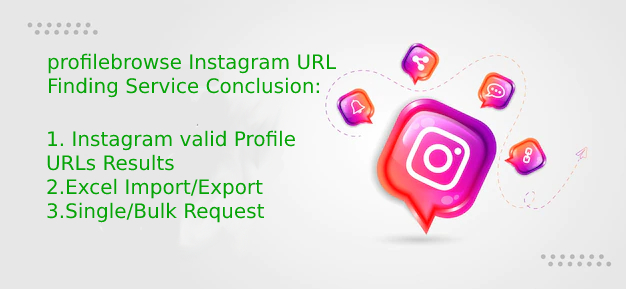 profilebrowse Instagram URL
Finding Service Conclusion:
1. Instagram valid Profile
URLs Results
2.Excel Import/Export
3.Single/Bulk Request